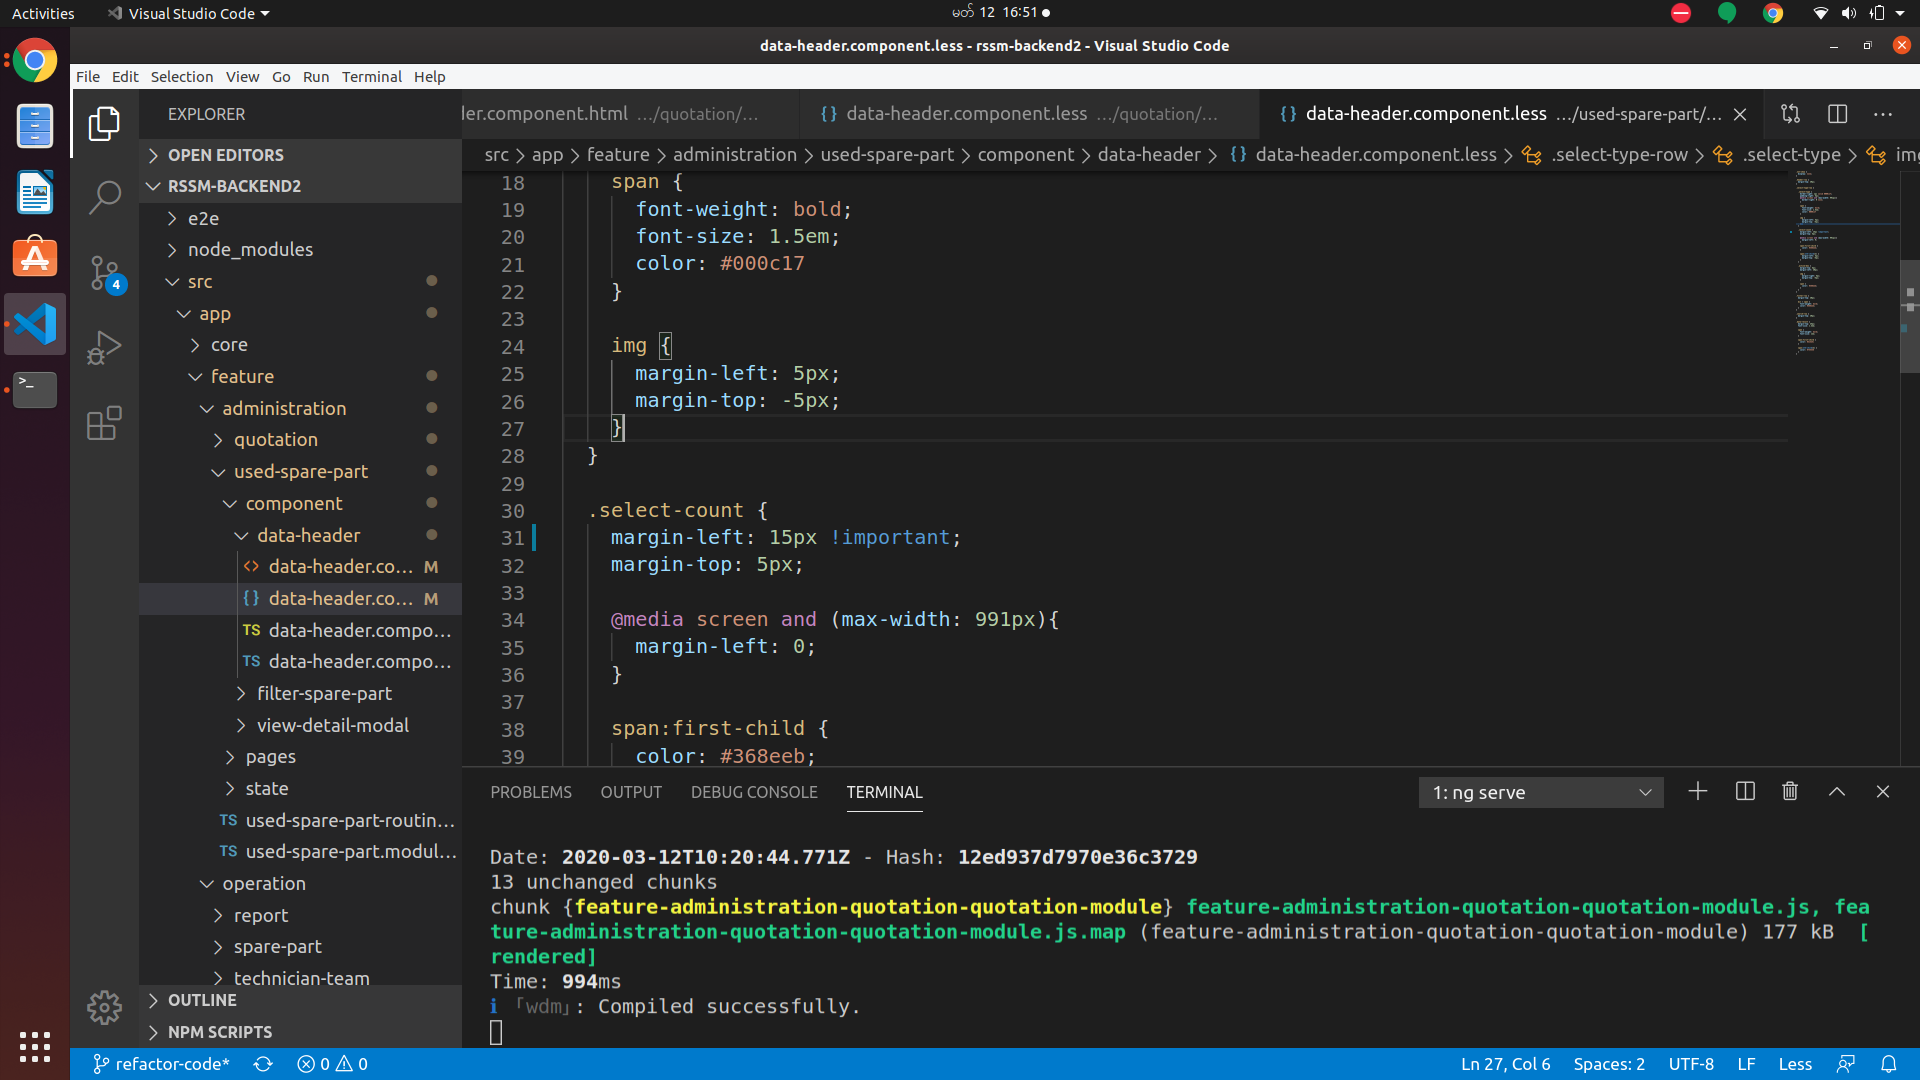 Activities
Visual Studio Code
မတ် 12 16:51
data-header.component.less - rssm-backend2 - Visual Studio Code
File Edit Selection View Go Run Terminal Help
EXPLORER
OPEN EDITORS
RSSM-BACKEND2
e2e
node_modules
src
app
core
feature
administration
quotation
used-spare-part
component
data-header
<> data-header.co... M
{} data-header.co... M
TS data-header.compo...
TS data-header.compo...
filter-spare-part
view-detail-modal
pages
state
TS used-spare-part-routin...
TS used-spare-part.modul...
operation
report
spare-part
technician-team
OUTLINE
NPM SCRIPTS
4
der.component.html .../quotation/...
{} data-header.component.less .../quotation/...
{} data-header.component.less .../used-spare-part/...
src > app > feature > administration > used-spare-part > component > data-header > {} data-header.component.less > .select-type-row > .select-type > img
18 span {
19 font-weight: bold;
20 font-size: 1.5em;
21 color: #000c17
22 }
23
24 img {
25 margin-left: 5px;
26 margin-top: -5px;
27 }
28 }
29
30 .select-count {
31 margin-left: 15px !important;
32 margin-top: 5px;
33
34 @media screen and (max-width: 991px){
35 margin-left: 0;
36 }
37
38 span:first-child {
39 color: #368eeb;
PROBLEMS OUTPUT DEBUG CONSOLE TERMINAL
1: ng serve
Date: 2020-03-12T10:20:44.771Z - Hash: 12ed937d7970e36c3729
13 unchanged chunks
chunk {feature-administration-quotation-quotation-module} feature-administration-quotation-quotation-module.js, fea
ture-administration-quotation-quotation-module.js.map (feature-administration-quotation-quotation-module) 177 kB [
rendered]
Time: 994ms
ℹ ｢wdm｣: Compiled successfully.
refactor-code* 0 0
Ln 27, Col 6 Spaces: 2 UTF-8 LF Less